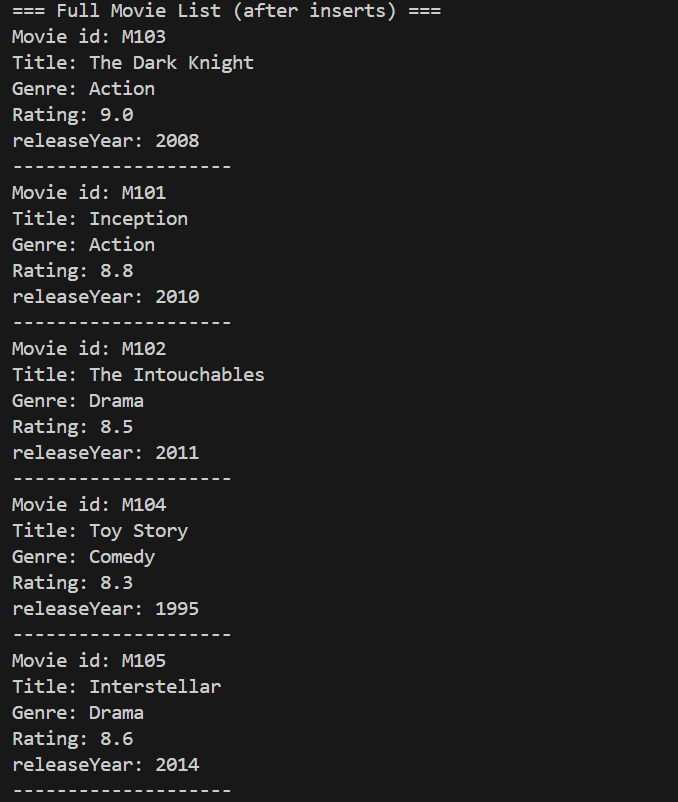 === Full Movie List (after inserts) ===
Movie id: M103
Title: The Dark Knight
Genre: Action
Rating: 9.0
releaseYear: 2008
--------------------
Movie id: M101
Title: Inception
Genre: Action
Rating: 8.8
releaseYear: 2010
--------------------
Movie id: M102
Title: The Intouchables
Genre: Drama
Rating: 8.5
releaseYear: 2011
--------------------
Movie id: M104
Title: Toy Story
Genre: Comedy
Rating: 8.3
releaseYear: 1995
--------------------
Movie id: M105
Title: Interstellar
Genre: Drama
Rating: 8.6
releaseYear: 2014
--------------------